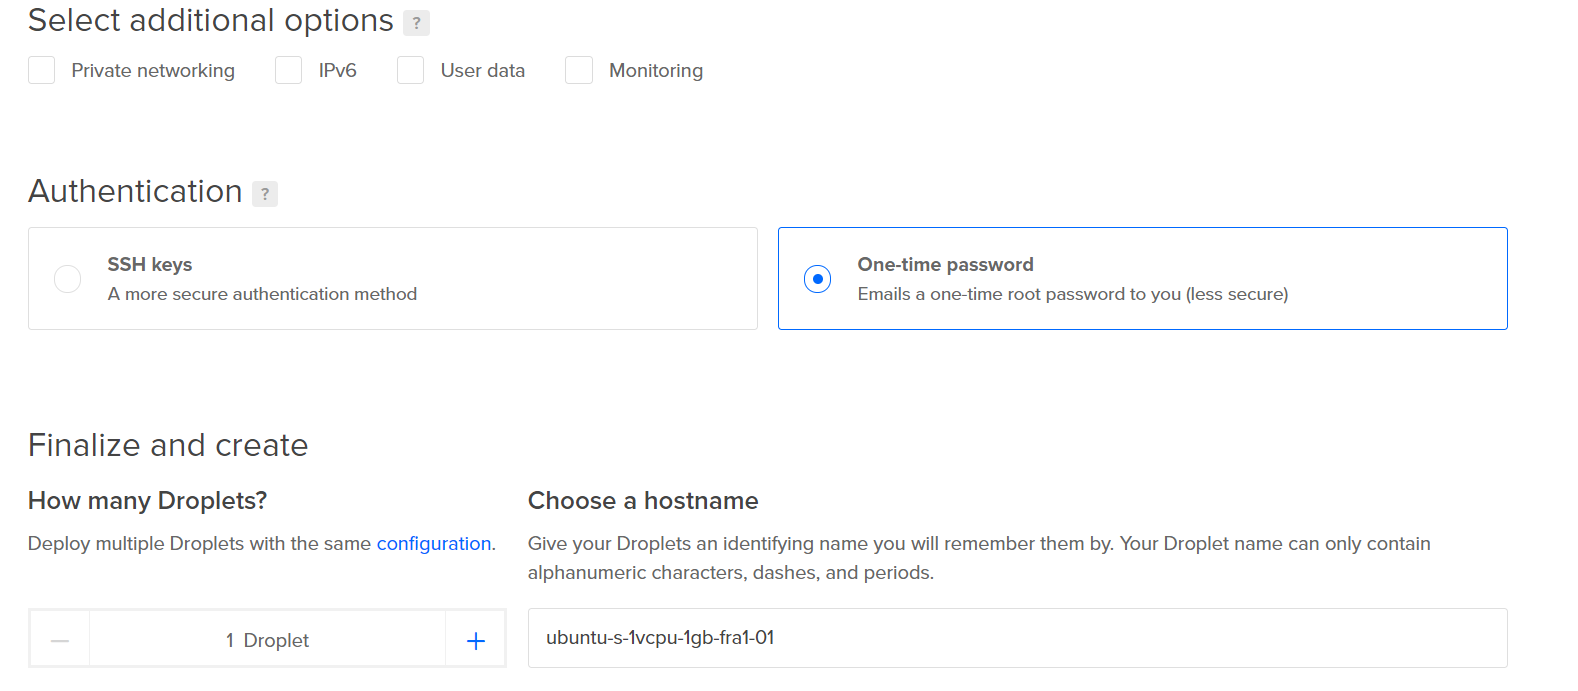 Select additional options ?
Private networking IPv6 User data Monitoring
Authentication ?
SSH keys
A more secure authentication method
One-time password
Emails a one-time root password to you (less secure)
Finalize and create
How many Droplets?
Deploy multiple Droplets with the same configuration.
Choose a hostname
Give your Droplets an identifying name you will remember them by. Your Droplet name can only contain
alphanumeric characters, dashes, and periods.
1 Droplet
ubuntu-s-1vcpu-1gb-fra1-01